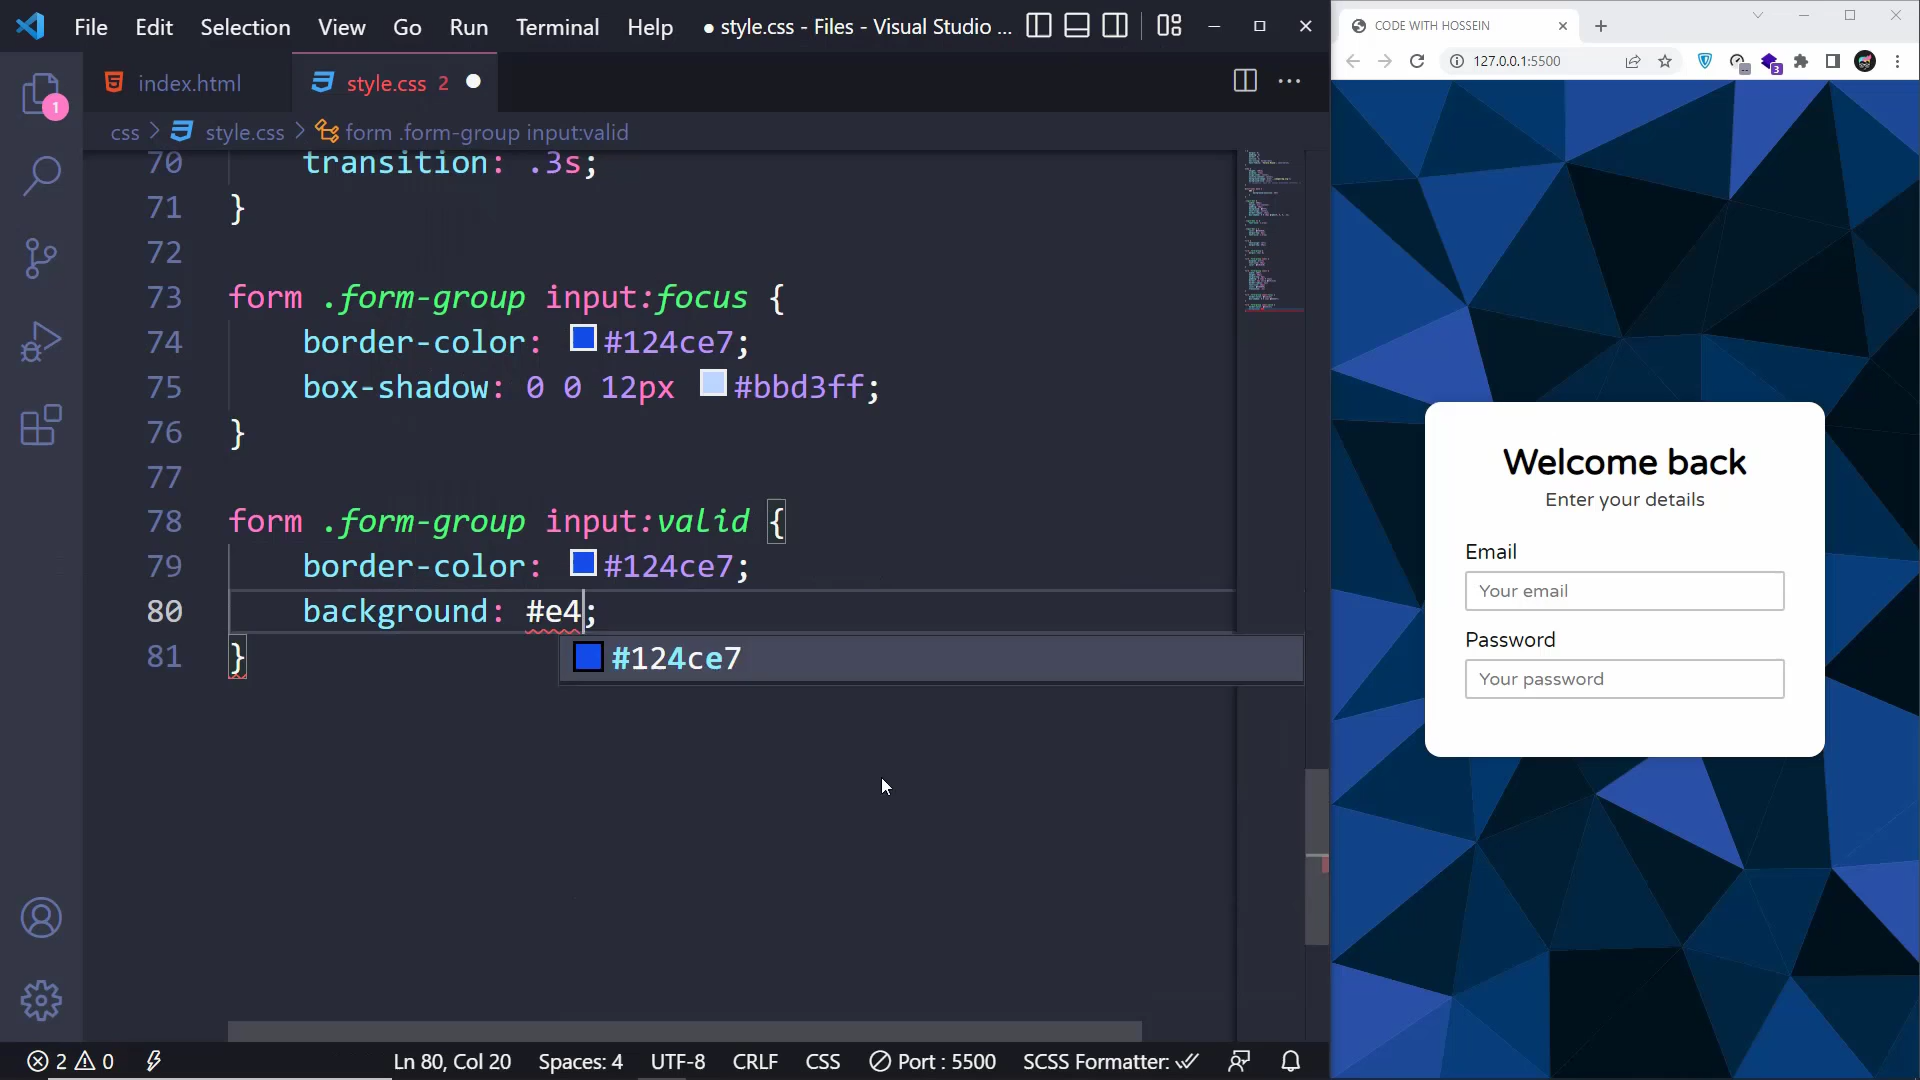 File Edit Selection View Go Run Terminal Help ● style.css - Files - Visual Studio ...
index.html style.css 2
css > style.css > form .form-group input:valid
1
70 transition: .3s;
71 }
72
73 form .form-group input:focus {
74 border-color: #124ce7;
75 box-shadow: 0 0 12px #bbd3ff;
76 }
77
78 form .form-group input:valid {
79 border-color: #124ce7;
80 background: #e4;
81 }
#124ce7
2 0 Ln 80, Col 20 Spaces: 4 UTF-8 CRLF CSS Port : 5500 SCSS Formatter:
CODE WITH HOSSEIN
127.0.0.1:5500
3
Welcome back
Enter your details
Email
Your email
Password
Your password